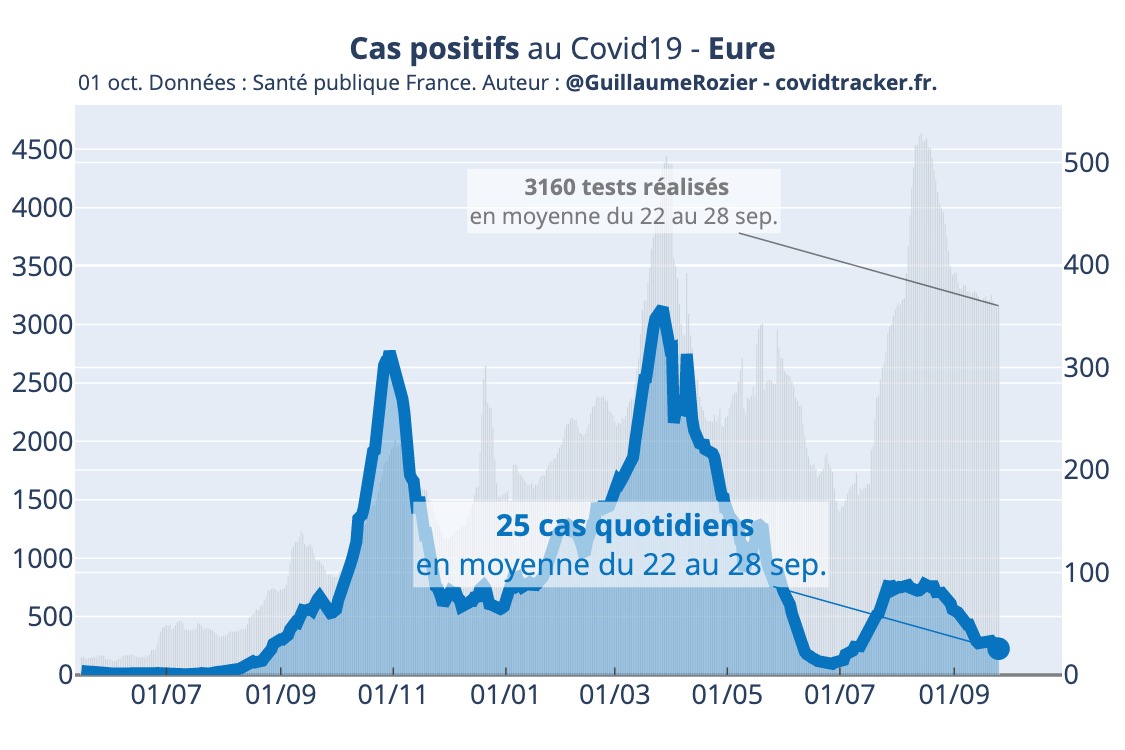 Cas positifs au Covid19 - Eure
01 oct. Données : Santé publique France. Auteur : @GuillaumeRozier - covidtracker.fr.
4500
4000
3500
3000
2500
2000
1500
1000
500
0
500
400
300
200
100
0
3160 tests réalisés
en moyenne du 22 au 28 sep.
25 cas quotidiens
en moyenne du 22 au 28 sep.
01/07 01/09 01/11 01/01 01/03 01/05 01/07 01/09